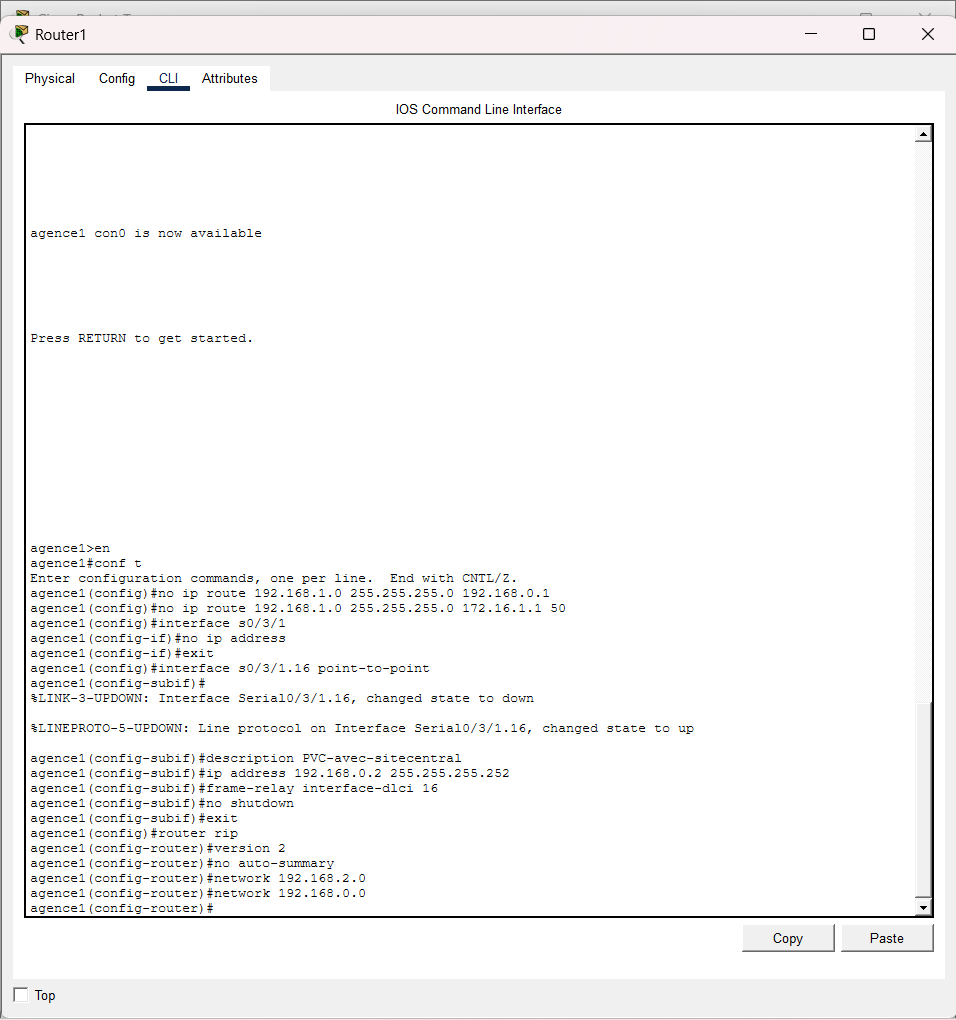 Router1
Physical Config CLI Attributes
IOS Command Line Interface
agence1 con0 is now available
Press RETURN to get started.
agence1>en
agence1#conf t
Enter configuration commands, one per line.  End with CNTL/Z.
agence1(config)#no ip route 192.168.1.0 255.255.255.0 192.168.0.1
agence1(config)#no ip route 192.168.1.0 255.255.255.0 172.16.1.1 50
agence1(config)#interface s0/3/1
agence1(config-if)#no ip address
agence1(config-if)#exit
agence1(config)#interface s0/3/1.16 point-to-point
agence1(config-subif)#
%LINK-3-UPDOWN: Interface Serial0/3/1.16, changed state to down
%LINEPROTO-5-UPDOWN: Line protocol on Interface Serial0/3/1.16, changed state to up
agence1(config-subif)#description PVC-avec-sitecentral
agence1(config-subif)#ip address 192.168.0.2 255.255.255.252
agence1(config-subif)#frame-relay interface-dlci 16
agence1(config-subif)#no shutdown
agence1(config-subif)#exit
agence1(config)#router rip
agence1(config-router)#version 2
agence1(config-router)#no auto-summary
agence1(config-router)#network 192.168.2.0
agence1(config-router)#network 192.168.0.0
agence1(config-router)#
Copy Paste
Top